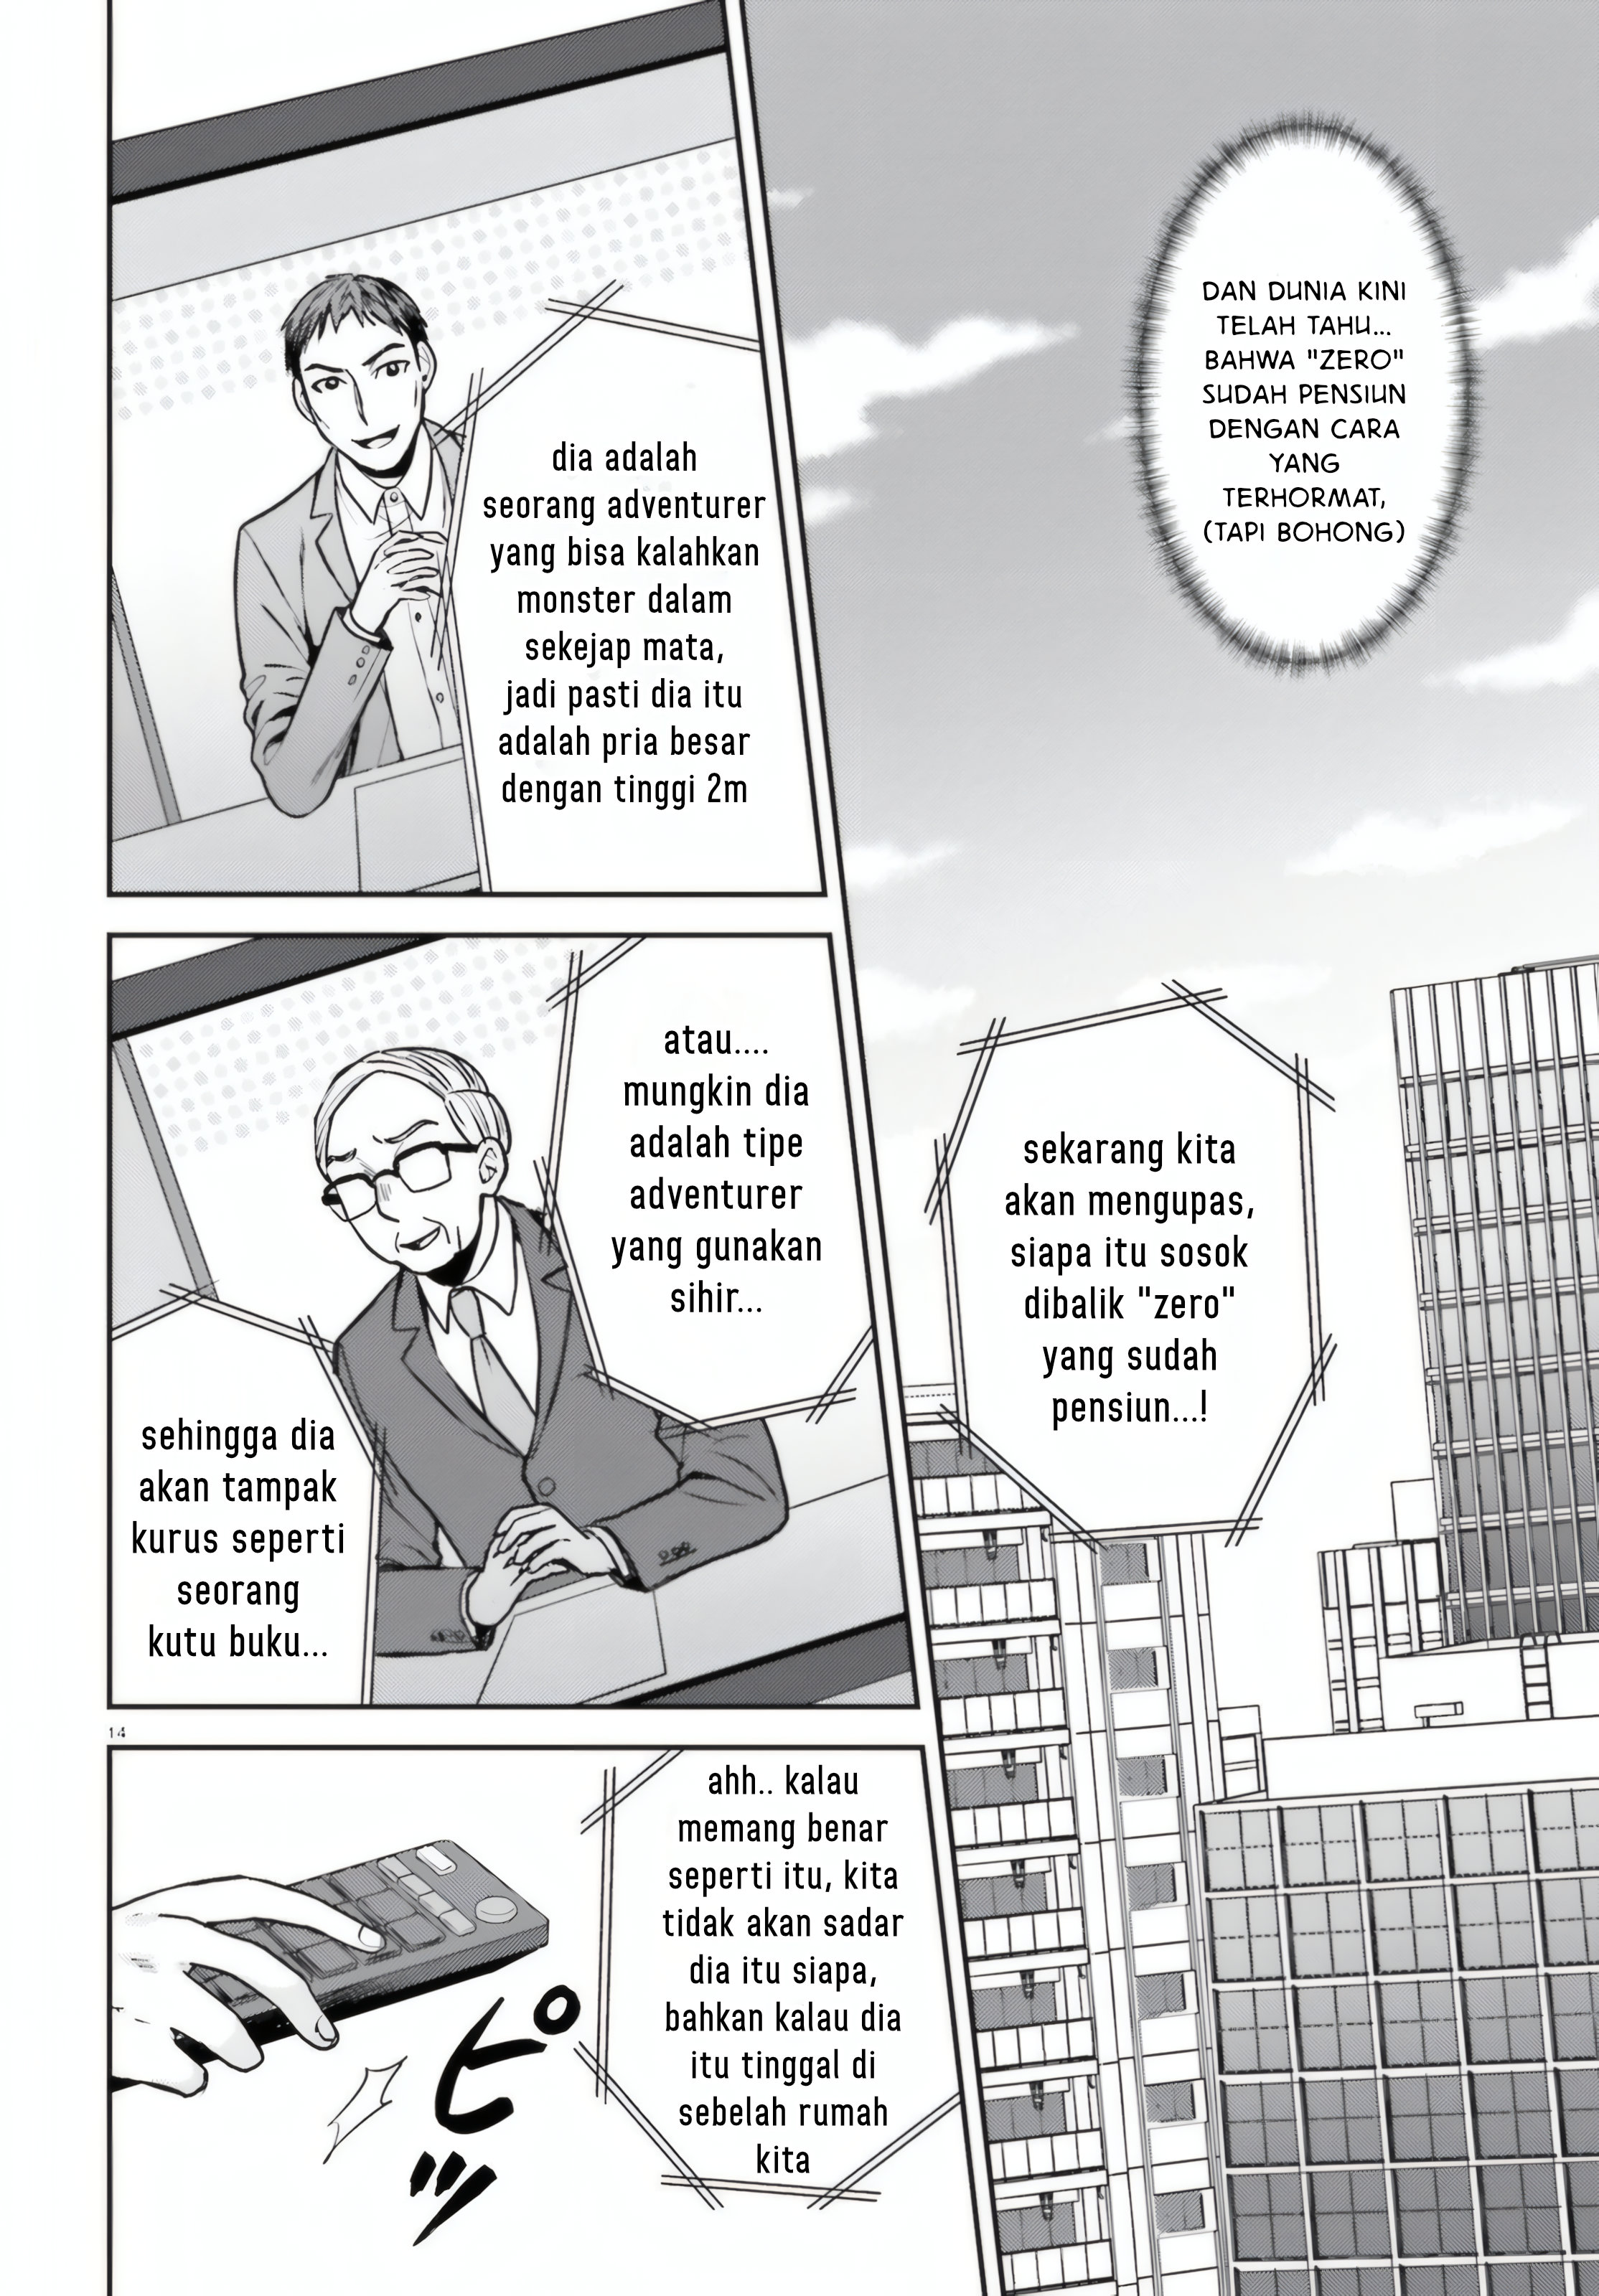 DAN DUNIA KINI
TELAH TAHU...
BAHWA "ZERO"
SUDAH PENSIUN
DENGAN CARA
YANG
TERHORMAT,
(TAPI BOHONG)
sekarang kita
akan mengupas,
siapa itu sosok
dibalik "zero"
yang sudah
pensiun...!
dia adalah
seorang adventurer
yang bisa kalahkan
monster dalam
sekejap mata,
jadi pasti dia itu
adalah pria besar
dengan tinggi 2m
atau....
mungkin dia
adalah tipe
adventurer
yang gunakan
sihir...
sehingga dia
akan tampak
kurus seperti
seorang
kutu buku...
14
ahh.. kalau
memang benar
seperti itu, kita
tidak akan sadar
dia itu siapa,
bahkan kalau dia
itu tinggal di
sebelah rumah
kita
ピッ